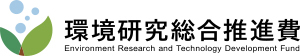 環境研究総合推進費
Environment Research and Technology Development Fund